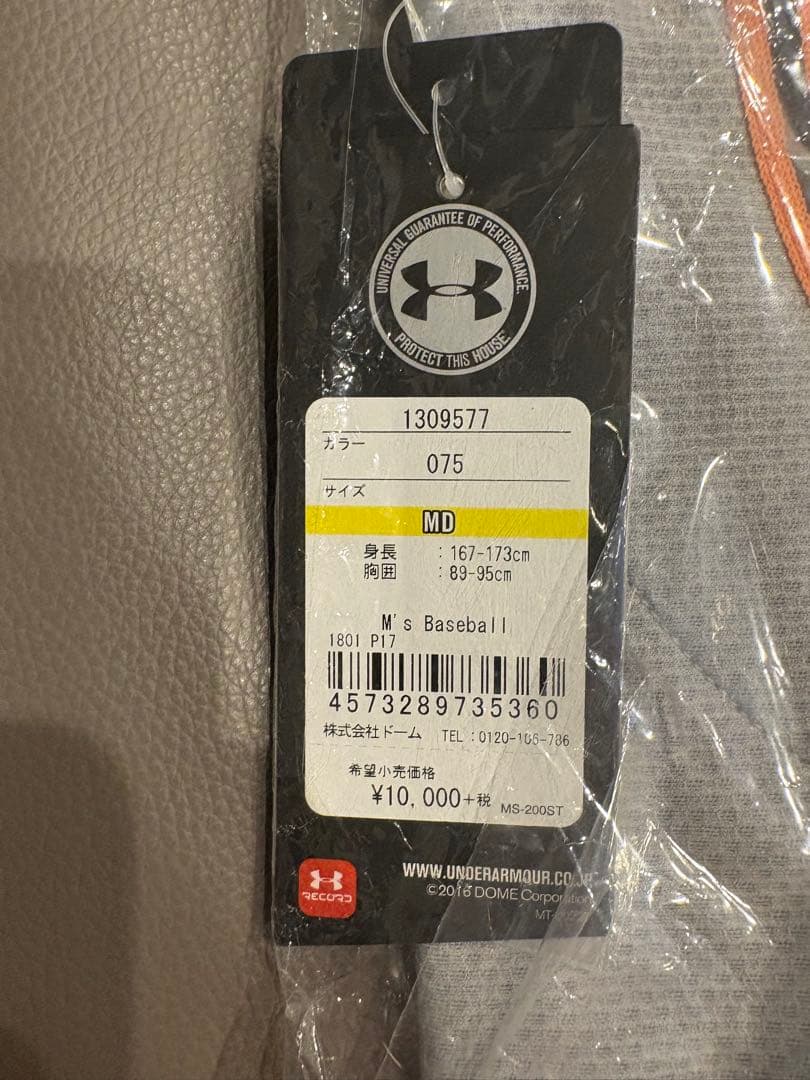 UNIVERSAL GUARANTEE OF PERFORMANCE.
PROTECT THIS HOUSE.
1309577
カラー
075
サイズ
MD
身長 : 167-173cm
胸囲 : 89-95cm
M's Baseball
1801 P17
4573289735360
株式会社ドーム TEL:0120-106-786
希望小売価格
¥10,000+税 MS-200ST
RECORD
WWW.UNDERARMOUR.CO.JP
©2016 DOME Corporation